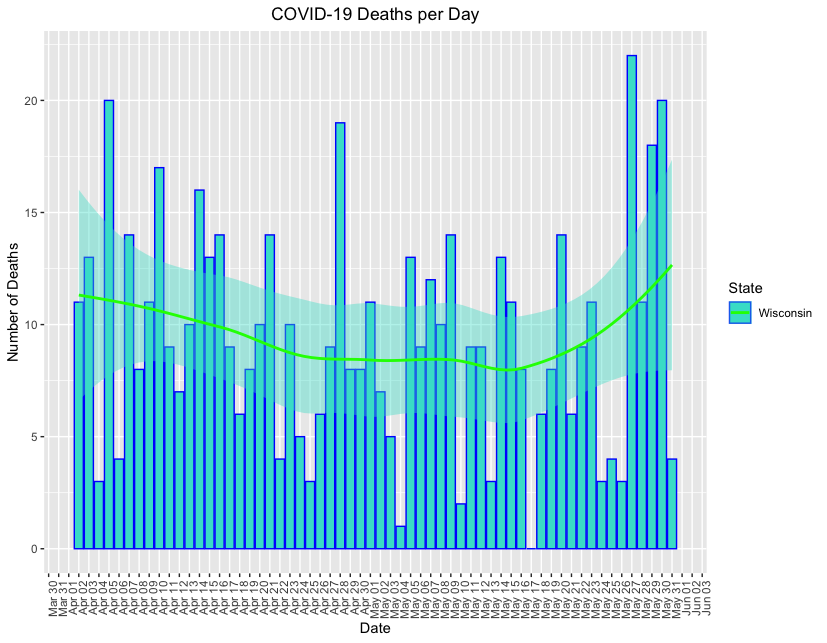 COVID-19 Deaths per Day
Number of Deaths
20
15
10
5
0
Mar 30
Mar 31
Apr 01
Apr 02
Apr 03
Apr 04
Apr 05
Apr 06
Apr 07
Apr 08
Apr 09
Apr 10
Apr 11
Apr 12
Apr 13
Apr 14
Apr 15
Apr 16
Apr 17
Apr 18
Apr 19
Apr 20
Apr 21
Apr 22
Apr 23
Apr 24
Apr 25
Apr 26
Apr 27
Apr 28
Apr 29
Apr 30
May 01
May 02
May 03
May 04
May 05
May 06
May 07
May 08
May 09
May 10
May 11
May 12
May 13
May 14
May 15
May 16
May 17
May 18
May 19
May 20
May 21
May 22
May 23
May 24
May 25
May 26
May 27
May 28
May 29
May 30
May 31
Jun 01
Jun 02
Jun 03
Date
State
Wisconsin